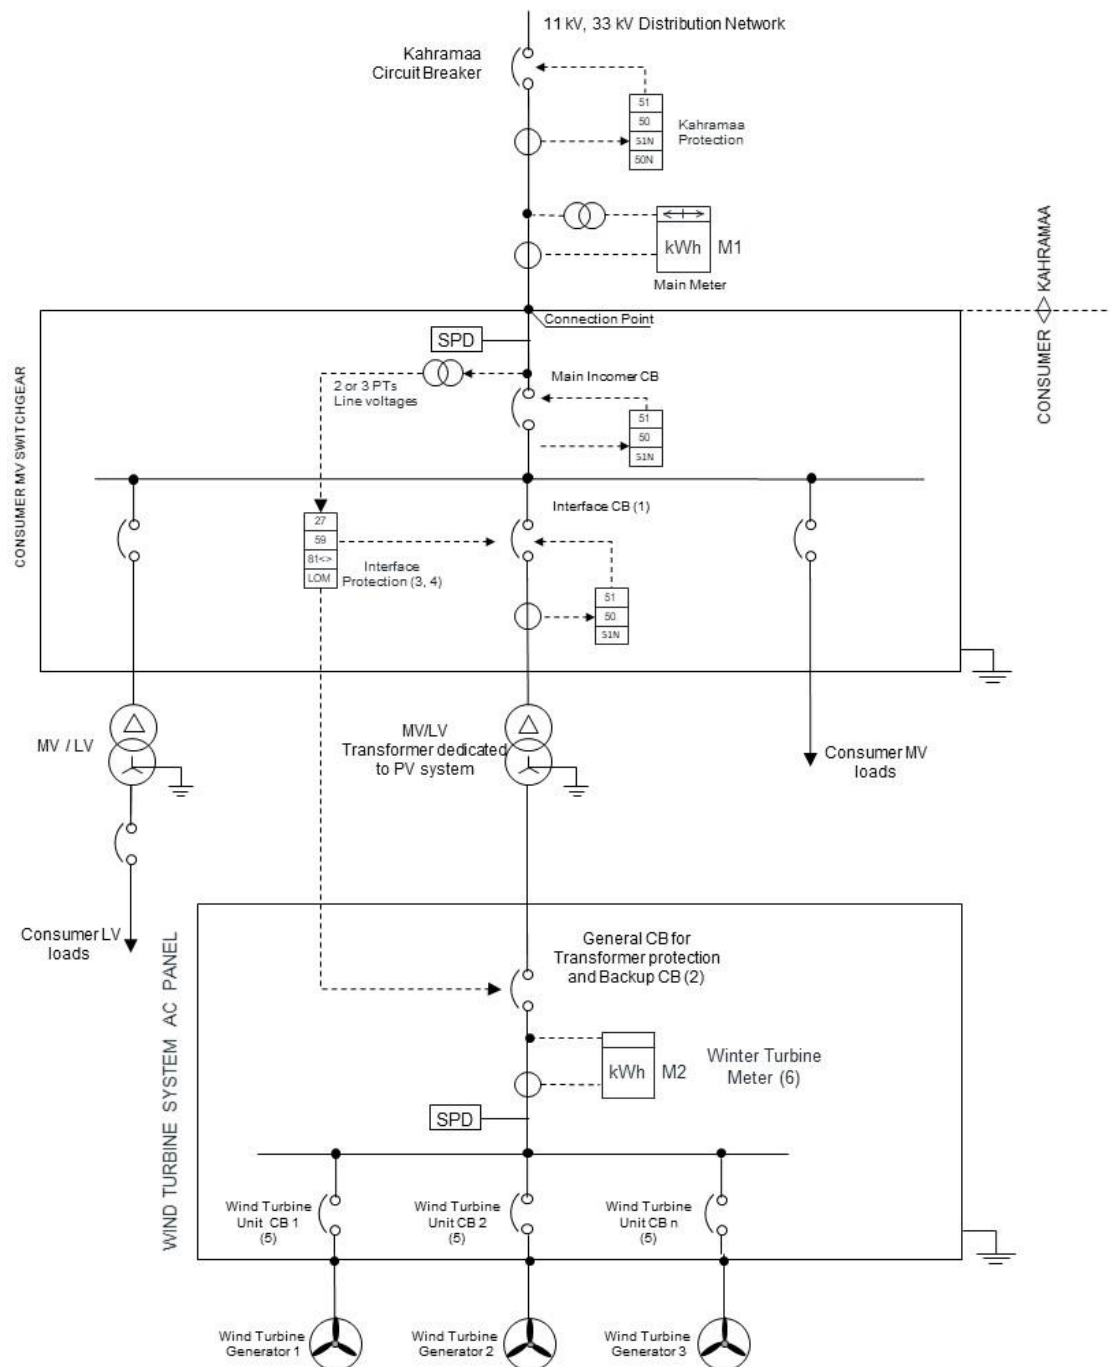 11 kV, 33 kV Distribution Network
Kahramaa
Circuit Breaker
51
50
51N
50N
Kahramaa
Protection
kWh
M1
Main Meter
CONSUMER
KAHRAMAA
Connection Point
SPD
2 or 3 PTs
Line voltages
Main Incomer CB
51
50
51N
CONSUMER MV SWITCHGEAR
Interface CB (1)
27
59
81<>
LOM
Interface
Protection (3, 4)
51
50
51N
MV / LV
MV/LV
Transformer dedicated
to PV system
Consumer MV
loads
Consumer LV
loads
WIND TURBINE SYSTEM AC PANEL
General CB for
Transformer protection
and Backup CB (2)
kWh
M2
Winter Turbine
Meter (6)
SPD
Wind Turbine
Unit CB 1
(5)
Wind Turbine
Unit CB 2
(5)
Wind Turbine
Unit CB n
(5)
Wind Turbine
Generator 1
Wind Turbine
Generator 2
Wind Turbine
Generator 3